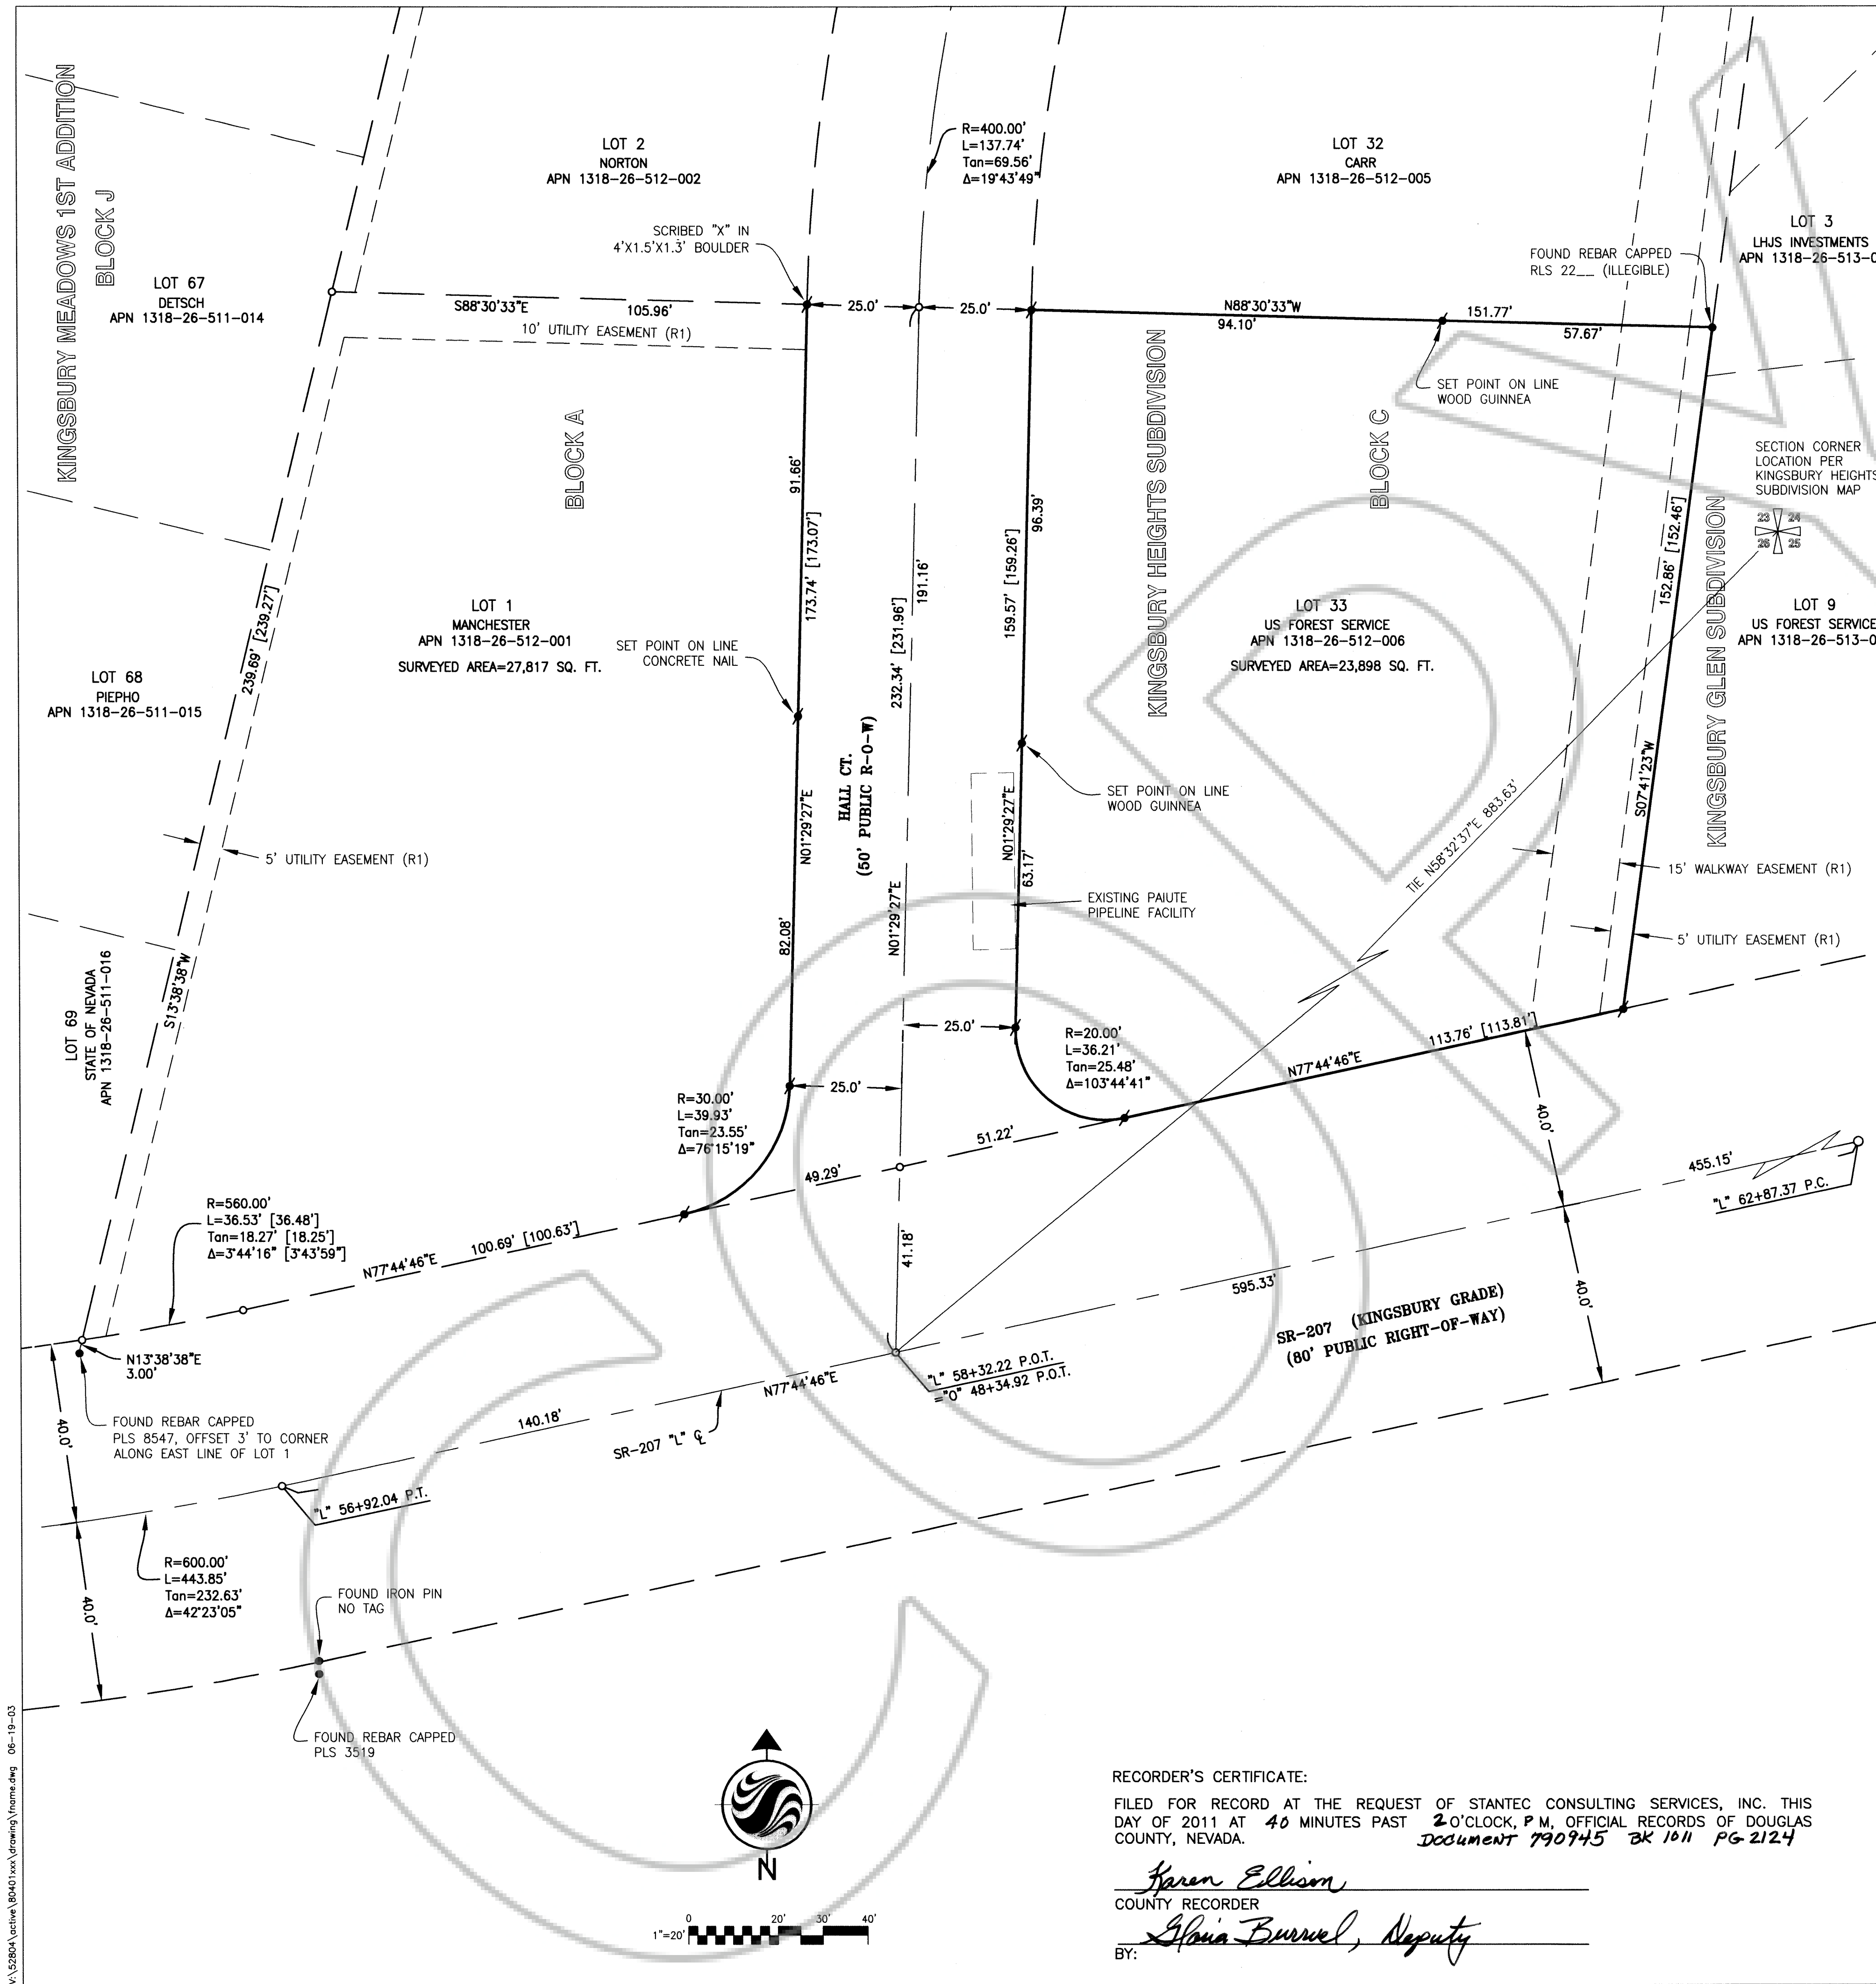 KINGSBURY MEADOWS 1ST ADDITION
BLOCK J
LOT 67
DETSCH
APN 1318-26-511-014
LOT 2
NORTON
APN 1318-26-512-002
R=400.00'
L=137.74'
Tan=69.56'
Δ=19°43'49"
LOT 32
CARR
APN 1318-26-512-005
LOT 3
LHJS INVESTMENTS
APN 1318-26-513-0
SCRIBED "X" IN
4'X1.5'X1.3' BOULDER
FOUND REBAR CAPPED
RLS 22__ (ILLEGIBLE)
S88°30'33"E
105.96'
25.0'
25.0'
N88°30'33"W
94.10'
151.77'
57.67'
10' UTILITY EASEMENT (R1)
SET POINT ON LINE
WOOD GUINNEA
BLOCK A
BLOCK C
KINGSBURY HEIGHTS SUBDIVISION
KINGSBURY GLEN SUBDIVISION
SECTION CORNER
LOCATION PER
KINGSBURY HEIGHTS
SUBDIVISION MAP
23 24
26 25
91.66'
173.74' [173.07']
191.16'
232.34' [231.96']
96.39'
159.57' [159.26']
152.86' [152.46']
239.69' [239.27']
LOT 1
MANCHESTER
APN 1318-26-512-001
SURVEYED AREA=27,817 SQ. FT.
SET POINT ON LINE
CONCRETE NAIL
LOT 33
US FOREST SERVICE
APN 1318-26-512-006
SURVEYED AREA=23,898 SQ. FT.
LOT 9
US FOREST SERVICE
APN 1318-26-513-0
LOT 68
PIEPHO
APN 1318-26-511-015
HALL CT.
(50' PUBLIC R-O-W)
SET POINT ON LINE
WOOD GUINNEA
N01°29'27"E
N01°29'27"E
N01°29'27"E
63.17'
82.08'
S07°41'23"W
TIE N58°32'37"E 883.63'
5' UTILITY EASEMENT (R1)
15' WALKWAY EASEMENT (R1)
EXISTING PAIUTE
PIPELINE FACILITY
5' UTILITY EASEMENT (R1)
LOT 69
STATE OF NEVADA
APN 1318-26-511-016
S13°38'38"W
25.0'
25.0'
R=20.00'
L=36.21'
Tan=25.48'
Δ=103°44'41"
R=30.00'
L=39.93'
Tan=23.55'
Δ=76°15'19"
N77°44'46"E
113.76' [113.81']
51.22'
49.29'
40.0'
40.0'
455.15'
"L" 62+87.37 P.C.
R=560.00'
L=36.53' [36.48']
Tan=18.27' [18.25']
Δ=3°44'16" [3°43'59"]
N77°44'46"E
100.69' [100.63']
41.18'
595.33'
SR-207 (KINGSBURY GRADE)
(80' PUBLIC RIGHT-OF-WAY)
N13°38'38"E
3.00'
"L" 58+32.22 P.O.T.
="O" 48+34.92 P.O.T.
N77°44'46"E
140.18'
SR-207 "L" ℄
FOUND REBAR CAPPED
PLS 8547, OFFSET 3' TO CORNER
ALONG EAST LINE OF LOT 1
40.0'
40.0'
"L" 56+92.04 P.T.
R=600.00'
L=443.85'
Tan=232.63'
Δ=42°23'05"
FOUND IRON PIN
NO TAG
FOUND REBAR CAPPED
PLS 3519
N
1"=20'
0 20' 30' 40'
RECORDER'S CERTIFICATE:
FILED FOR RECORD AT THE REQUEST OF STANTEC CONSULTING SERVICES, INC. THIS
DAY OF 2011 AT 40 MINUTES PAST 2 O'CLOCK, P M, OFFICIAL RECORDS OF DOUGLAS
COUNTY, NEVADA. DOCUMENT 790945 BK 1011 PG 2124
Karen Ellison
COUNTY RECORDER
BY: Deputy
v:\52804\active\80401xxx\drawing\fname.dwg 06-19-03
COPY